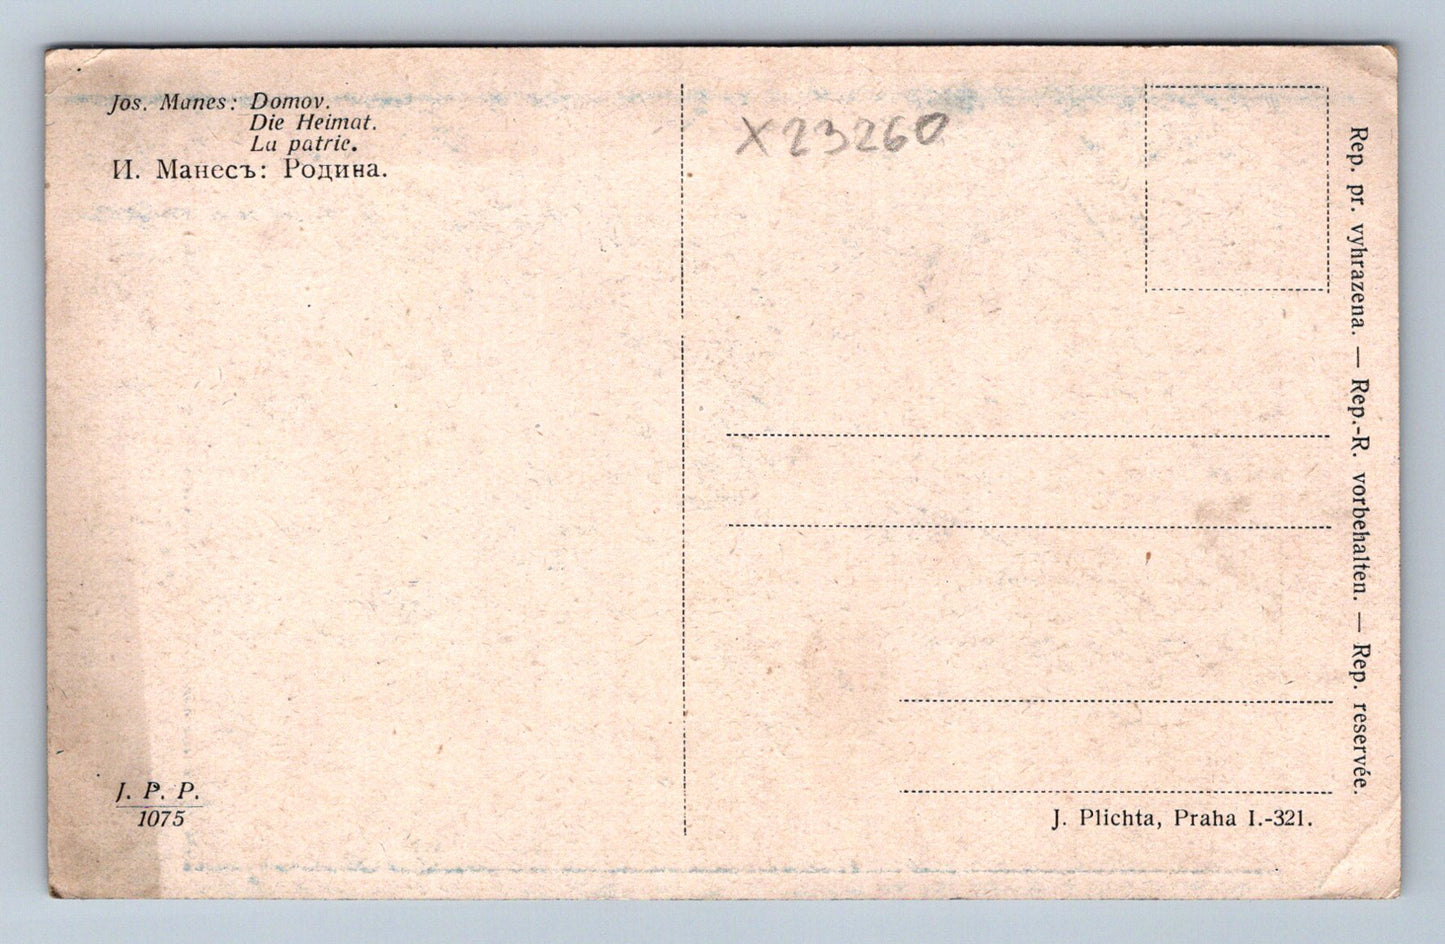 Jos. Manes: Domov.
Die Heimat.
La patrie.
И. Манесъ: Родина.
X23260
Rep. pr. vyhrazena. — Rep.-R. vorbehalten. — Rep. reservée.
J. P. P.
1075
J. Plichta, Praha I.-321.